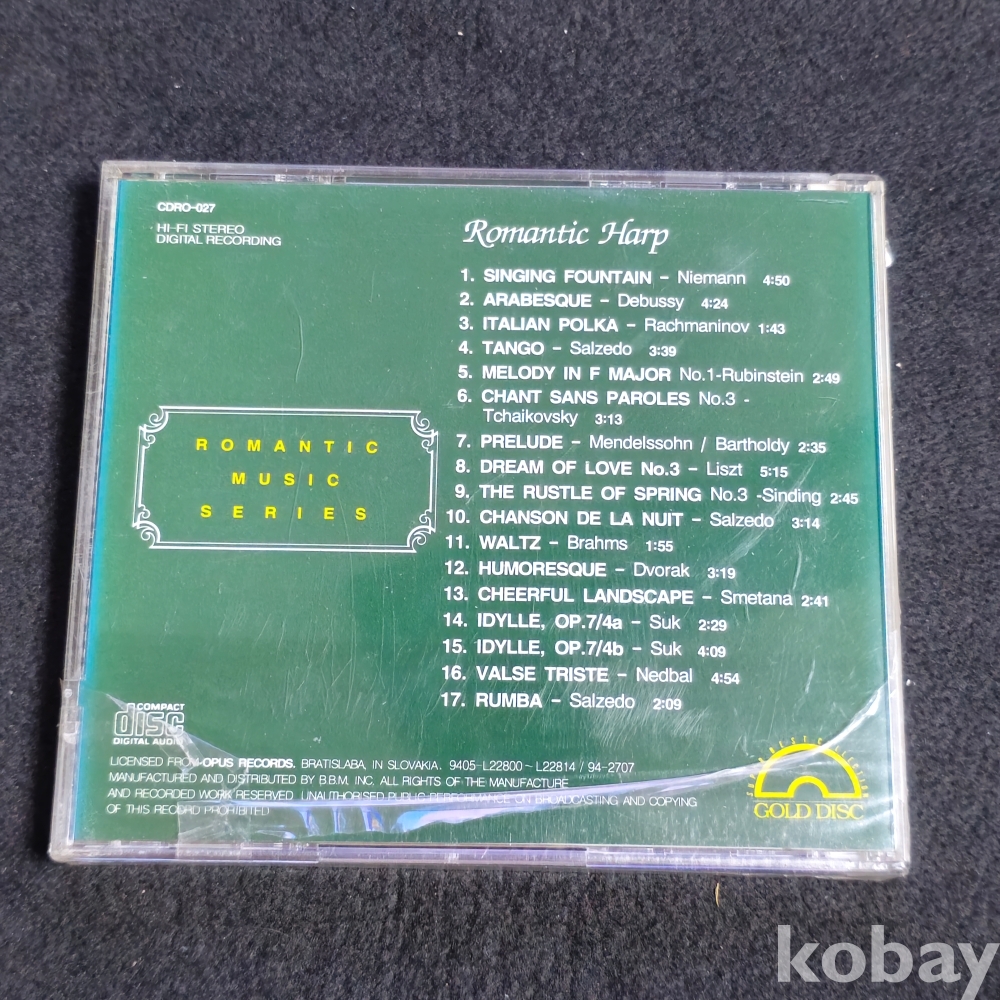 CDRO-027
HI-FI STEREO
DIGITAL RECORDING
Romantic Harp
1. SINGING FOUNTAIN – Niemann 4:50
2. ARABESQUE – Debussy 4:24
3. ITALIAN POLKA – Rachmaninov 1:43
4. TANGO – Salzedo 3:39
5. MELODY IN F MAJOR No.1-Rubinstein 2:49
6. CHANT SANS PAROLES No.3 -
Tchaikovsky 3:13
7. PRELUDE – Mendelssohn / Bartholdy 2:35
8. DREAM OF LOVE No.3 – Liszt 5:15
9. THE RUSTLE OF SPRING No.3 -Sinding 2:45
10. CHANSON DE LA NUIT – Salzedo 3:14
11. WALTZ – Brahms 1:55
12. HUMORESQUE – Dvorak 3:19
13. CHEERFUL LANDSCAPE – Smetana 2:41
14. IDYLLE, OP.7/4a – Suk 2:29
15. IDYLLE, OP.7/4b – Suk 4:09
16. VALSE TRISTE – Nedbal 4:54
17. RUMBA – Salzedo 2:09
ROMANTIC
MUSIC
SERIES
COMPACT
disc
DIGITAL AUDIO
LICENSED FROM OPUS RECORDS. BRATISLABA, IN SLOVAKIA. 9405-L22800~L22814 / 94-2707
MANUFACTURED AND DISTRIBUTED BY B.B.M. INC. ALL RIGHTS OF THE MANUFACTURE
AND RECORDED WORK RESERVED. UNAUTHORISED PUBLIC PERFORMANCE ON BROADCASTING AND COPYING
OF THIS RECORD PROHIBITED
GOLD DISC
kobay